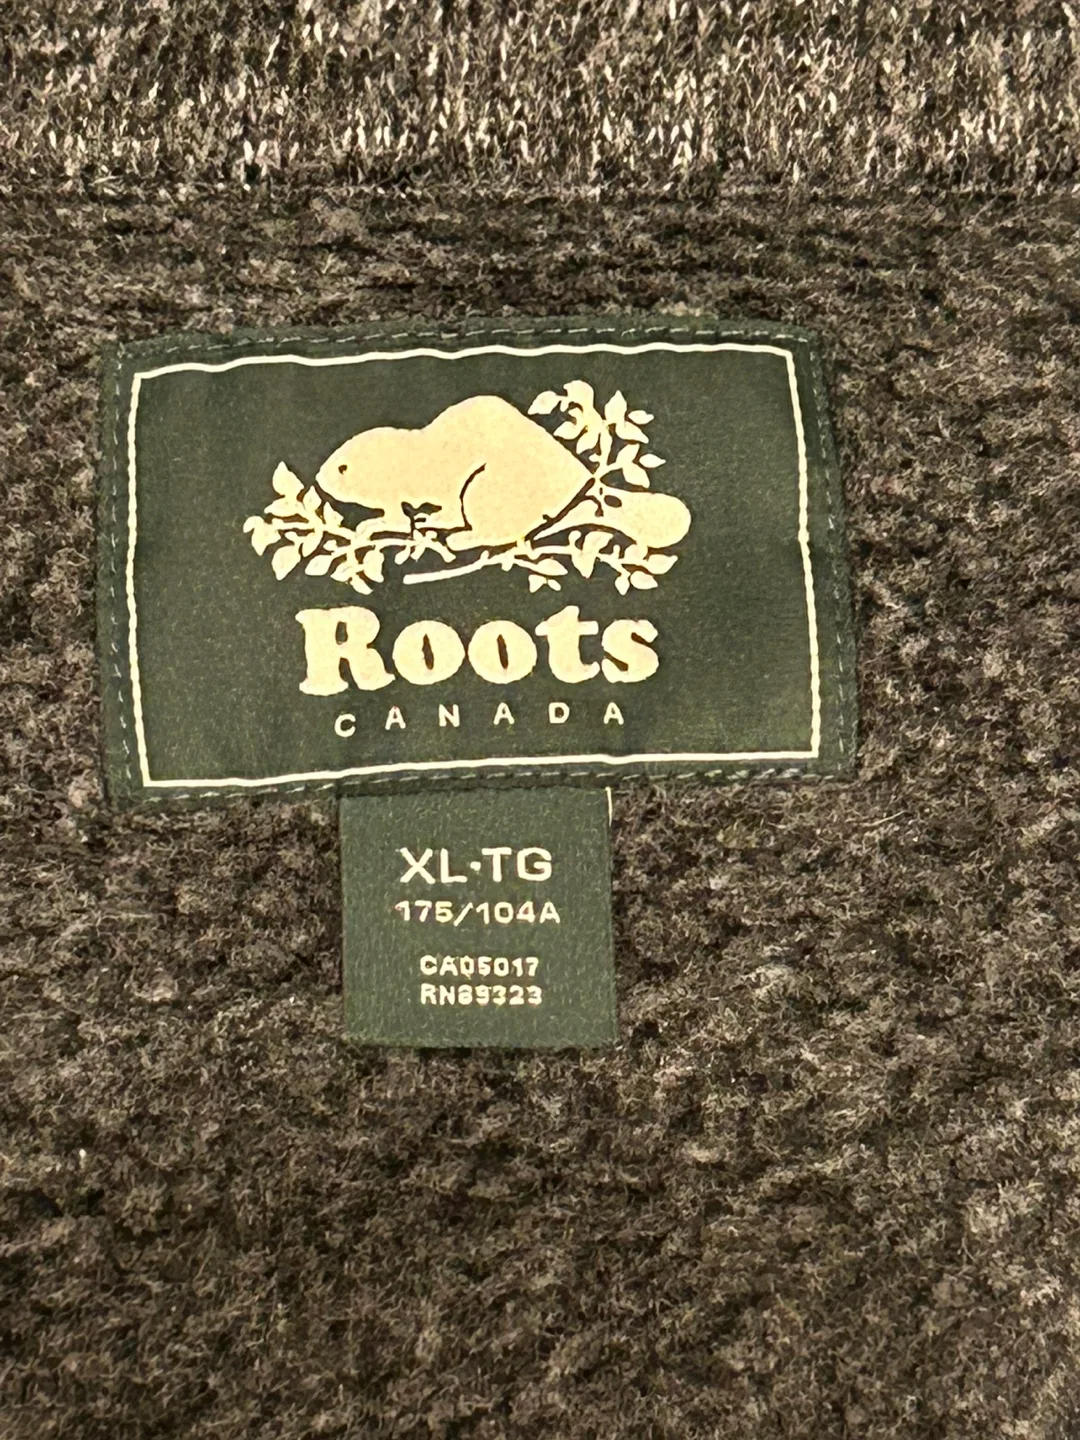 Roots
CANADA
XL·TG
175/104A
CA05017
RN89323